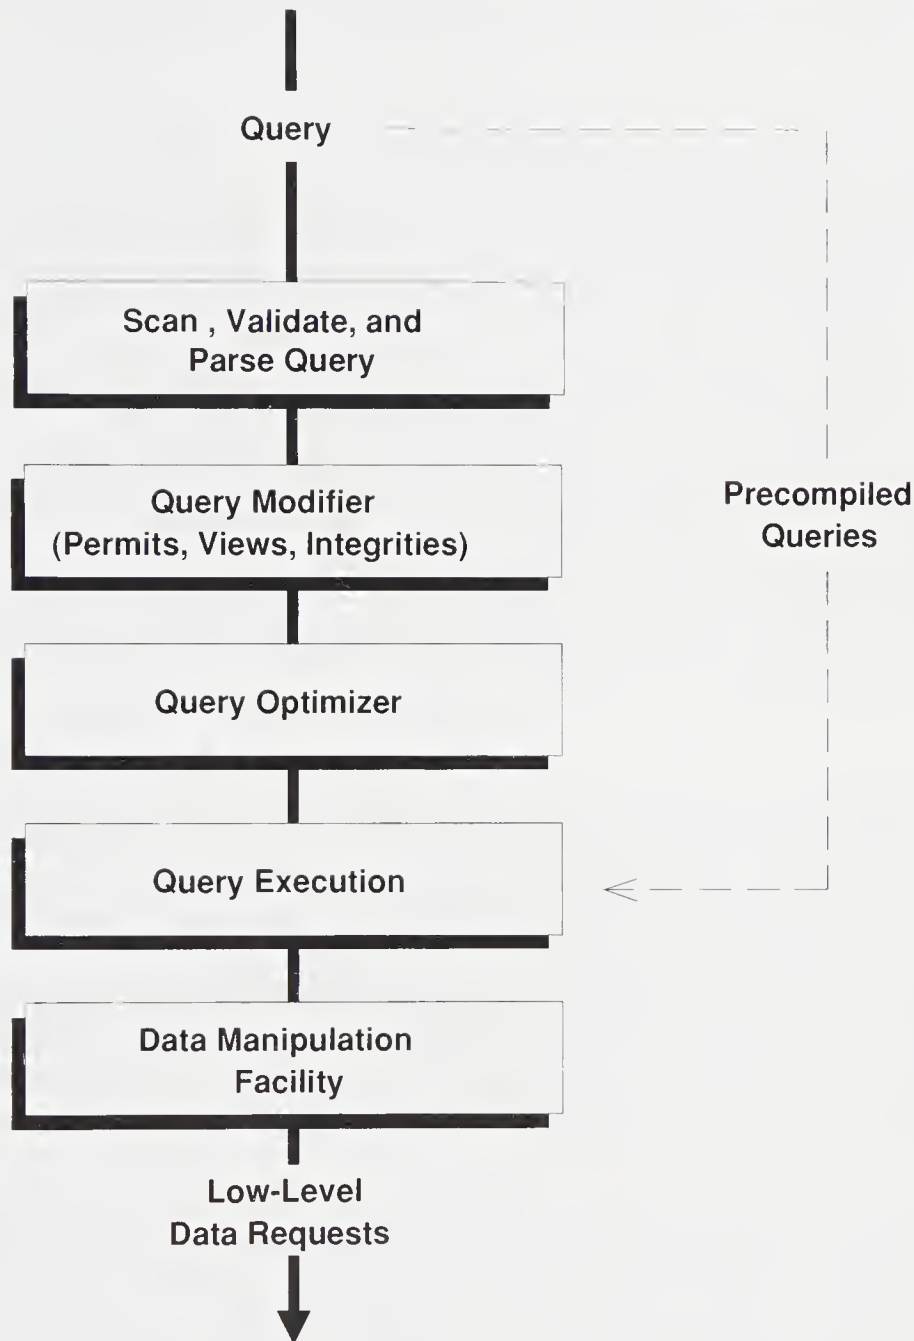 Query
Scan , Validate, and
Parse Query
Query Modifier
(Permits, Views, Integrities)
Precompiled
Queries
Query Optimizer
Query Execution
Data Manipulation
Facility
Low-Level
Data Requests